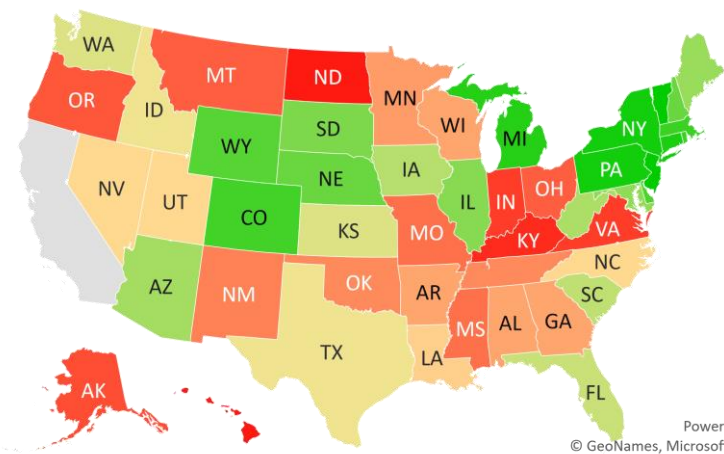 WA
MT
ND
MN
OR
ID
WI
SD
MI
NY
WY
IA
PA
NE
NV
UT
CO
IL
IN
OH
KS
MO
KY
VA
NC
AZ
NM
OK
AR
SC
MS
AL
GA
TX
LA
AK
FL
Power
© GeoNames, Microsof